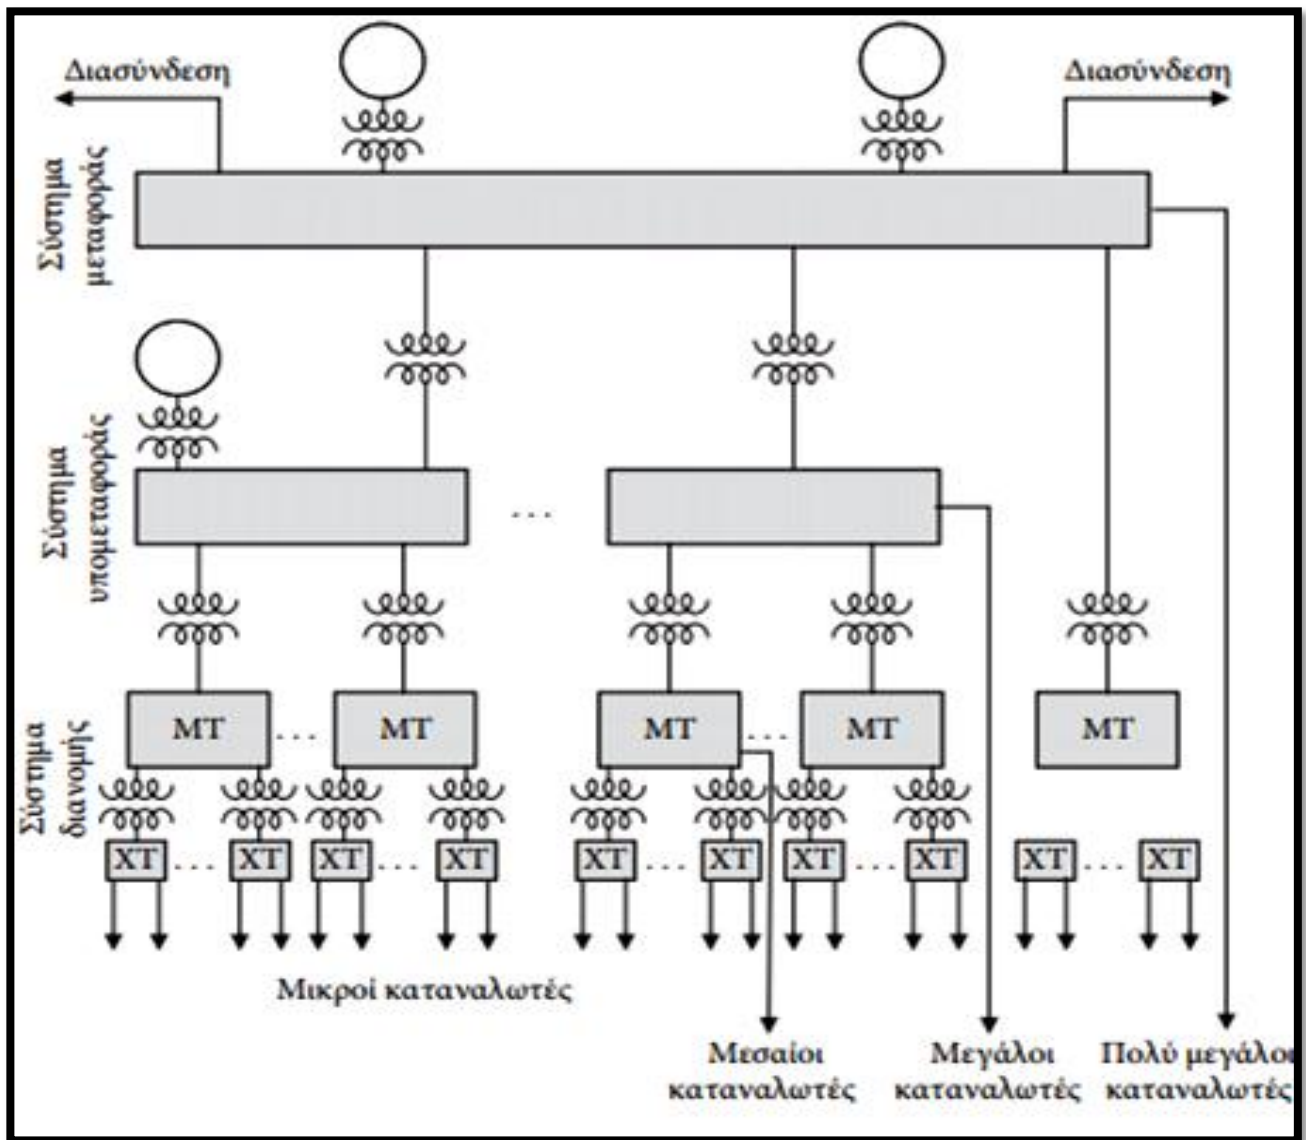 Διασύνδεση
Διασύνδεση
Σύστημα
μεταφοράς
Σύστημα
υπομεταφοράς
...
Σύστημα
διανομής
ΜΤ ... ΜΤ ΜΤ ... ΜΤ ΜΤ
ΧΤ ... ΧΤ ΧΤ ... ΧΤ ΧΤ ... ΧΤ ΧΤ ... ΧΤ ΧΤ ... ΧΤ
Μικροί καταναλωτές
Μεσαίοι
καταναλωτές
Μεγάλοι
καταναλωτές
Πολύ μεγάλοι
καταναλωτές